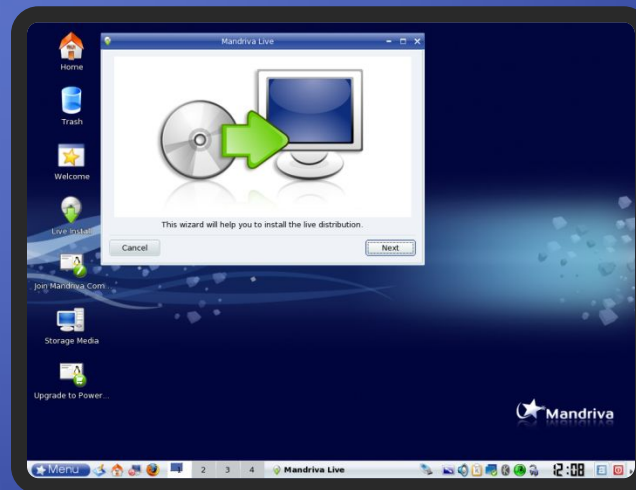 Home
Trash
Welcome
Live Install
Join Mandriva Com
Storage Media
Upgrade to Power...
Mandriva Live
This wizard will help you to install the live distribution.
Cancel
Next
Mandriva
Menu
2 3 4
Mandriva Live
12:08